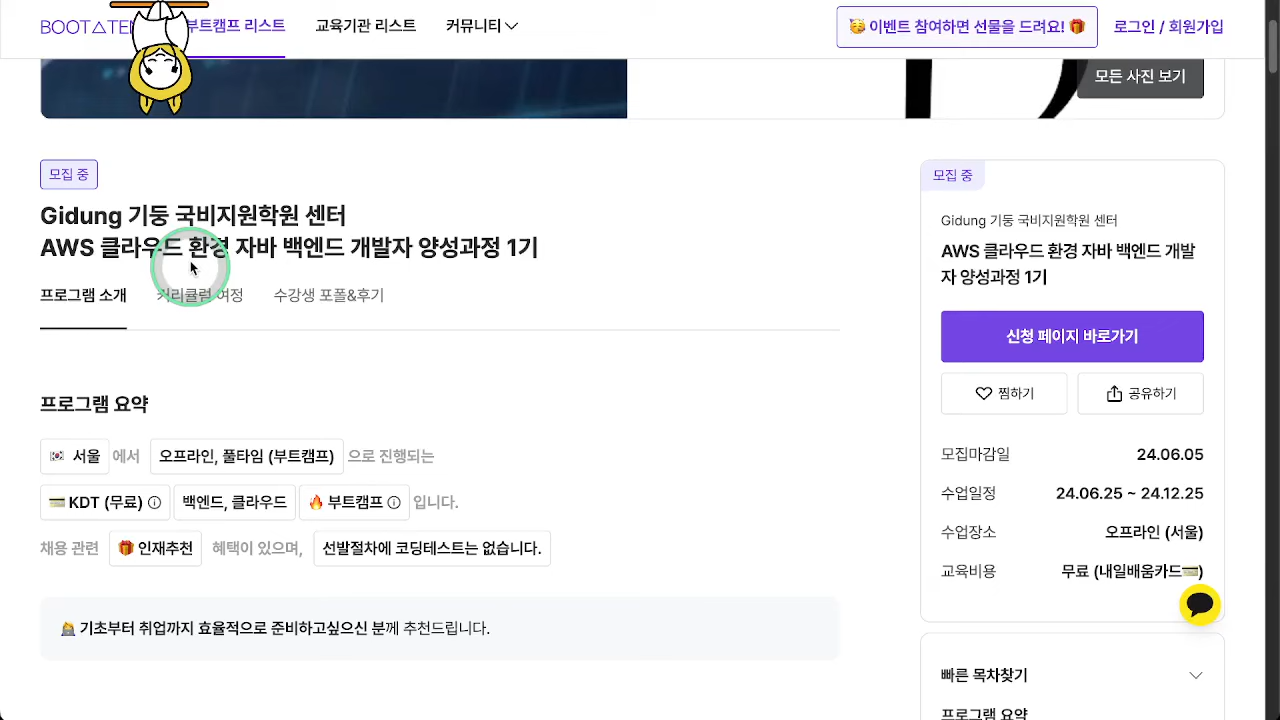 부트캠프 리스트 교육기관 리스트 커뮤니티
🥳 이벤트 참여하면 선물을 드려요! 🎁 로그인 / 회원가입
모든 사진 보기
모집 중
Gidung 기둥 국비지원학원 센터
AWS 클라우드 환경 자바 백엔드 개발자 양성과정 1기
프로그램 소개 커리큘럼 여정 수강생 포폴&후기
프로그램 요약
🇰🇷 서울 에서 오프라인, 풀타임 (부트캠프) 으로 진행되는
💳 KDT (무료) 백엔드, 클라우드 🔥 부트캠프 입니다.
채용 관련 🎁 인재추천 혜택이 있으며, 선발절차에 코딩테스트는 없습니다.
기초부터 취업까지 효율적으로 준비하고싶으신 분께 추천드립니다.
모집 중
Gidung 기둥 국비지원학원 센터
AWS 클라우드 환경 자바 백엔드 개발
자 양성과정 1기
신청 페이지 바로가기
찜하기 공유하기
모집마감일 24.06.05
수업일정 24.06.25 ~ 24.12.25
수업장소 오프라인 (서울)
교육비용 무료 (내일배움카드💳)
빠른 목차찾기
프로그램 요약